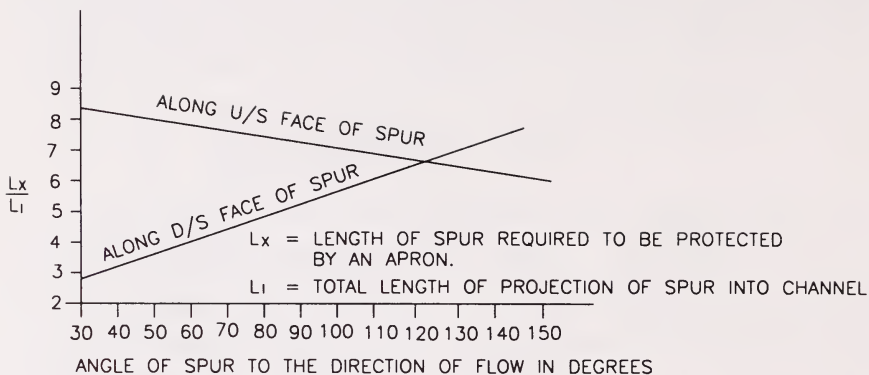 9
8
7
6
5
4
3
2
Lx
L1
ALONG U/S FACE OF SPUR
ALONG D/S FACE OF SPUR
Lx = LENGTH OF SPUR REQUIRED TO BE PROTECTED
BY AN APRON.
L1 = TOTAL LENGTH OF PROJECTION OF SPUR INTO CHANNEL
30 40 50 60 70 80 90 100 110 120 130 140 150
ANGLE OF SPUR TO THE DIRECTION OF FLOW IN DEGREES